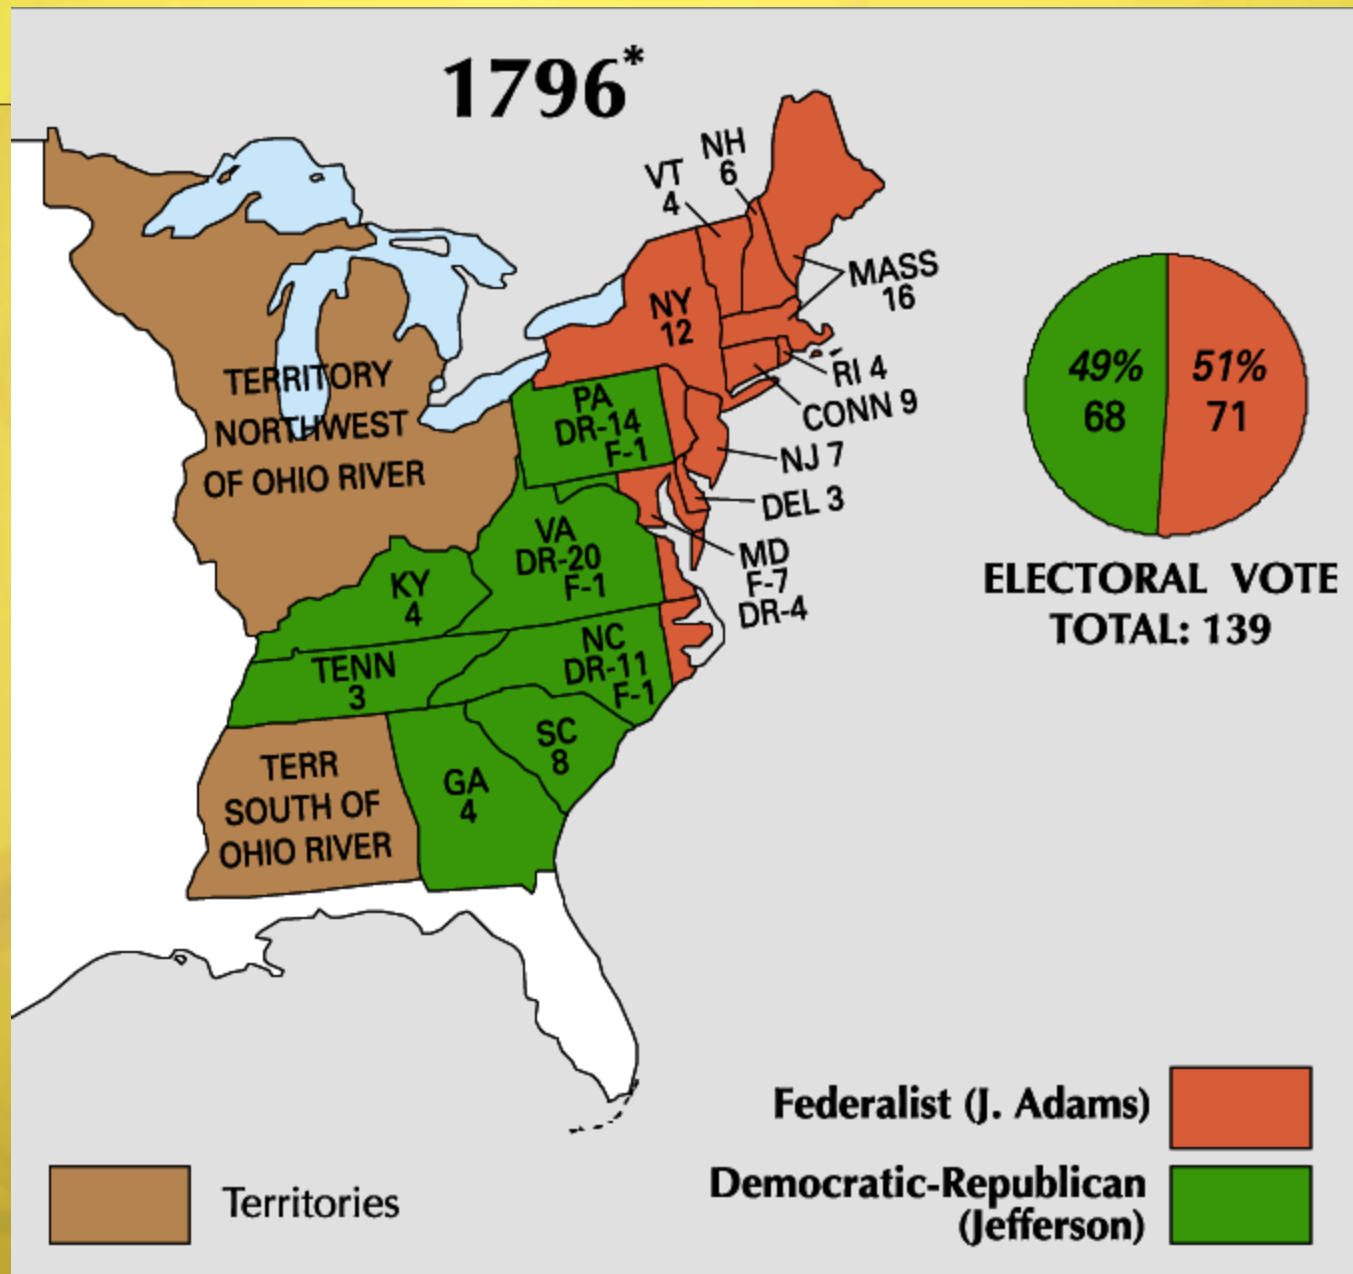 1796*
NH
6
VT
4
MASS
16
NY
12
RI 4
CONN 9
PA
DR-14
F-1
NJ 7
DEL 3
MD
F-7
DR-4
VA
DR-20
F-1
KY
4
NC
DR-11
F-1
TENN
3
SC
8
GA
4
TERRITORY
NORTHWEST
OF OHIO RIVER
TERR
SOUTH OF
OHIO RIVER
49%
68
51%
71
ELECTORAL VOTE
TOTAL: 139
Federalist (J. Adams)
Democratic-Republican
(Jefferson)
Territories